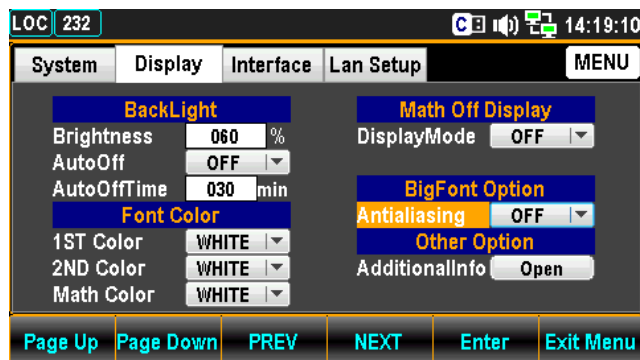 LOC 232 C 14:19:10
System Display Interface Lan Setup MENU
BackLight
Brightness 060 %
AutoOff OFF
AutoOffTime 030 min
Font Color
1ST Color WHITE
2ND Color WHITE
Math Color WHITE
Math Off Display
DisplayMode OFF
BigFont Option
Antialiasing OFF
Other Option
AdditionalInfo Open
Page Up Page Down PREV NEXT Enter Exit Menu